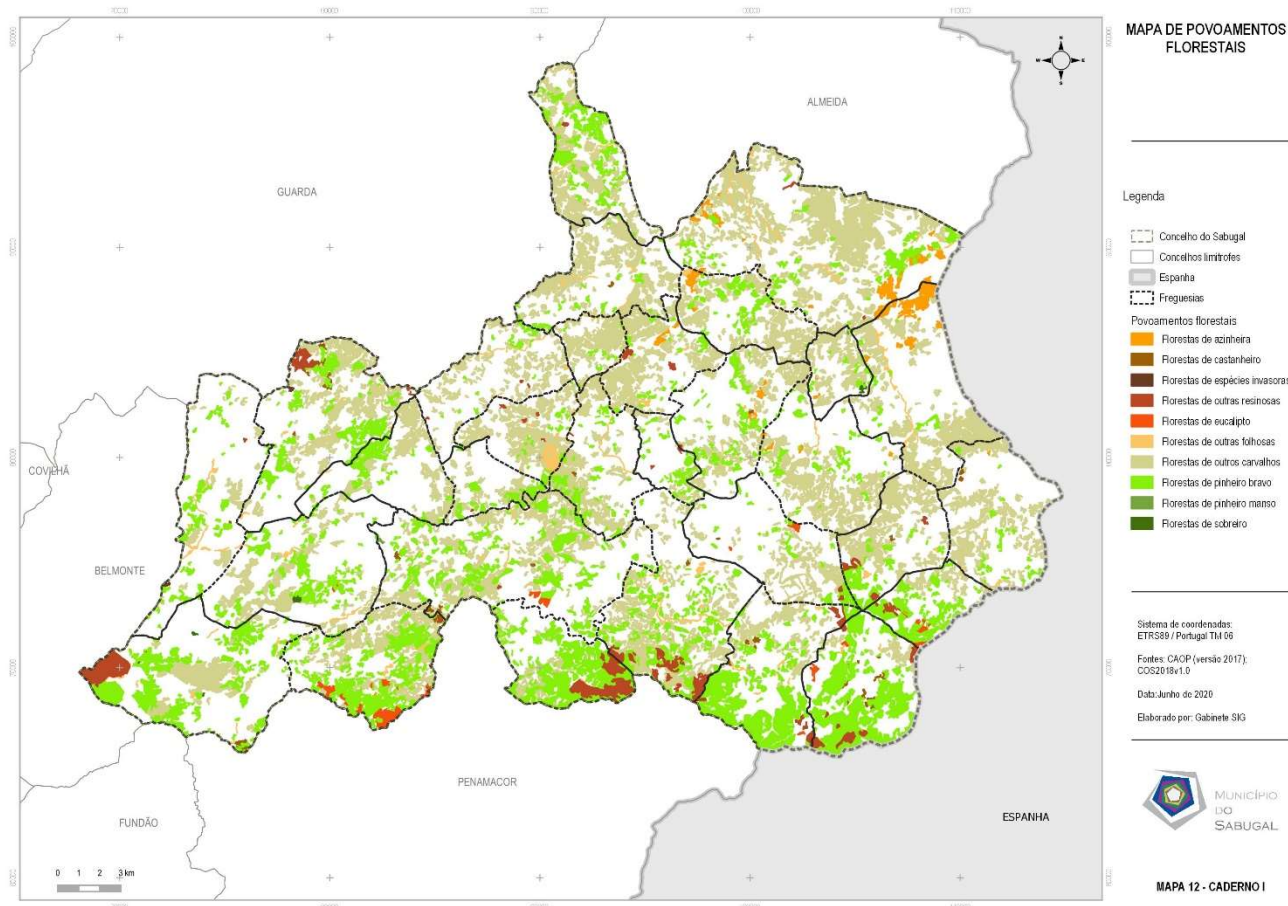 MAPA DE POVOAMENTOS
FLORESTAIS
N
W E
S
ALMEIDA
GUARDA
COVILHÃ
BELMONTE
FUNDÃO
PENAMACOR
ESPANHA
0 1 2 3 km
Legenda
Concelho do Sabugal
Concelhos limítrofes
Espanha
Freguesias
Povoamentos florestais
Florestas de azinheira
Florestas de castanheiro
Florestas de espécies invasoras
Florestas de outras resinosas
Florestas de eucalipto
Florestas de outras folhosas
Florestas de outros carvalhos
Florestas de pinheiro bravo
Florestas de pinheiro manso
Florestas de sobreiro
Sistema de coordenadas:
ETRS89 / Portugal TM 06
Fontes: CAOP (versão 2017);
COS2018v1.0
Data:Junho de 2020
Elaborado por: Gabinete SIG
MUNICÍPIO
DO
SABUGAL
MAPA 12 - CADERNO I